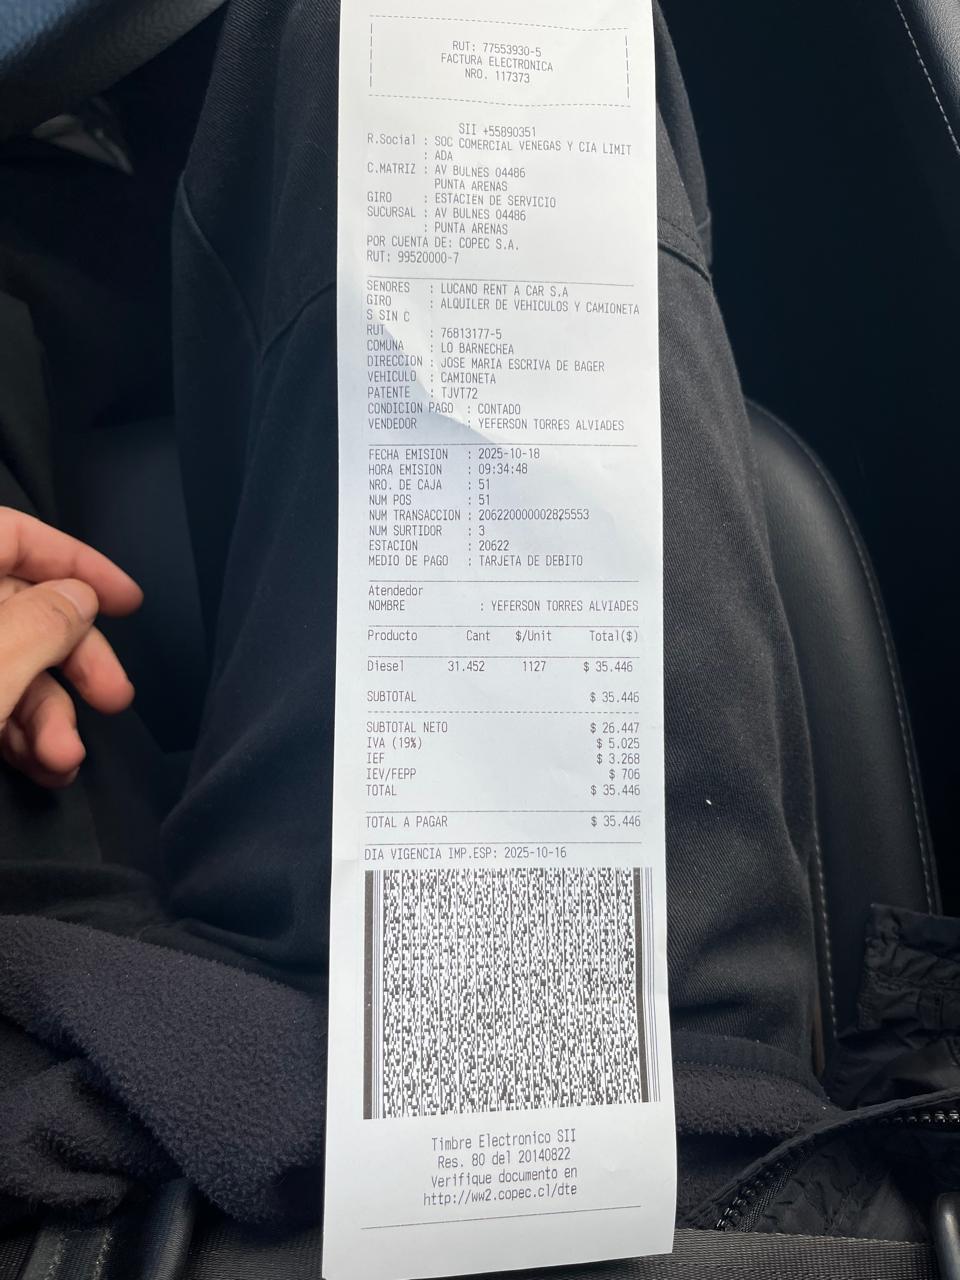 RUT: 77553930-5
FACTURA ELECTRONICA
NRO. 117373
SII +55890351
R.Social : SOC COMERCIAL VENEGAS Y CIA LIMIT
: ADA
C.MATRIZ : AV BULNES 04486
PUNTA ARENAS
GIRO : ESTACIEN DE SERVICIO
SUCURSAL : AV BULNES 04486
: PUNTA ARENAS
POR CUENTA DE: COPEC S.A.
RUT: 99520000-7
SENORES : LUCANO RENT A CAR S.A
GIRO : ALQUILER DE VEHICULOS Y CAMIONETA
S SIN C
RUT : 76813177-5
COMUNA : LO BARNECHEA
DIRECCION : JOSE MARIA ESCRIVA DE BAGER
VEHICULO : CAMIONETA
PATENTE : TJVT72
CONDICION PAGO : CONTADO
VENDEDOR : YEFERSON TORRES ALVIADES
FECHA EMISION : 2025-10-18
HORA EMISION : 09:34:48
NRO. DE CAJA : 51
NUM POS : 51
NUM TRANSACCION : 206220000002825553
NUM SURTIDOR : 3
ESTACION : 20622
MEDIO DE PAGO : TARJETA DE DEBITO
Atendedor
NOMBRE : YEFERSON TORRES ALVIADES
Producto Cant $/Unit Total($)
Diesel 31.452 1127 $ 35.446
SUBTOTAL $ 35.446
SUBTOTAL NETO $ 26.447
IVA (19%) $ 5.025
IEF $ 3.268
IEV/FEPP $ 706
TOTAL $ 35.446
TOTAL A PAGAR $ 35.446
DIA VIGENCIA IMP.ESP: 2025-10-16
Timbre Electronico SII
Res. 80 del 20140822
Verifique documento en
http://ww2.copec.cl/dte